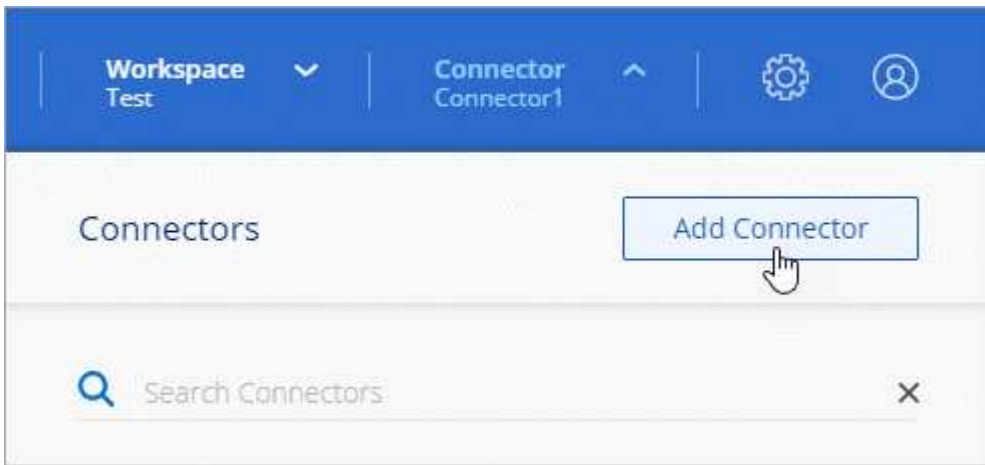 Workspace
Test
Connector
Connector1
Connectors
Add Connector
Search Connectors